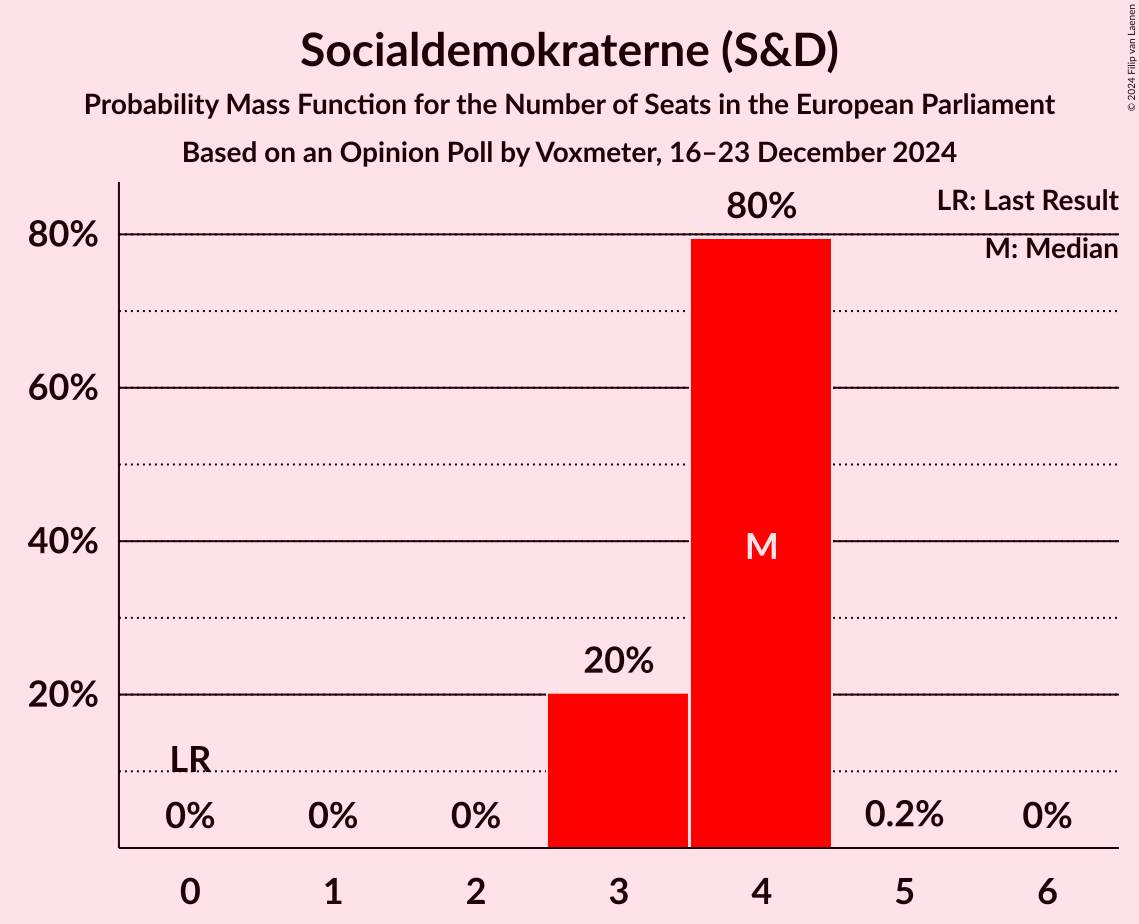 Socialdemokraterne (S&D)
Probability Mass Function for the Number of Seats in the European Parliament
Based on an Opinion Poll by Voxmeter, 16–23 December 2024
© 2024 Filip van Laenen
LR: Last Result
M: Median
80%
60%
40%
20%
LR
0%
0%
0%
20%
80%
M
0.2%
0%
0
1
2
3
4
5
6